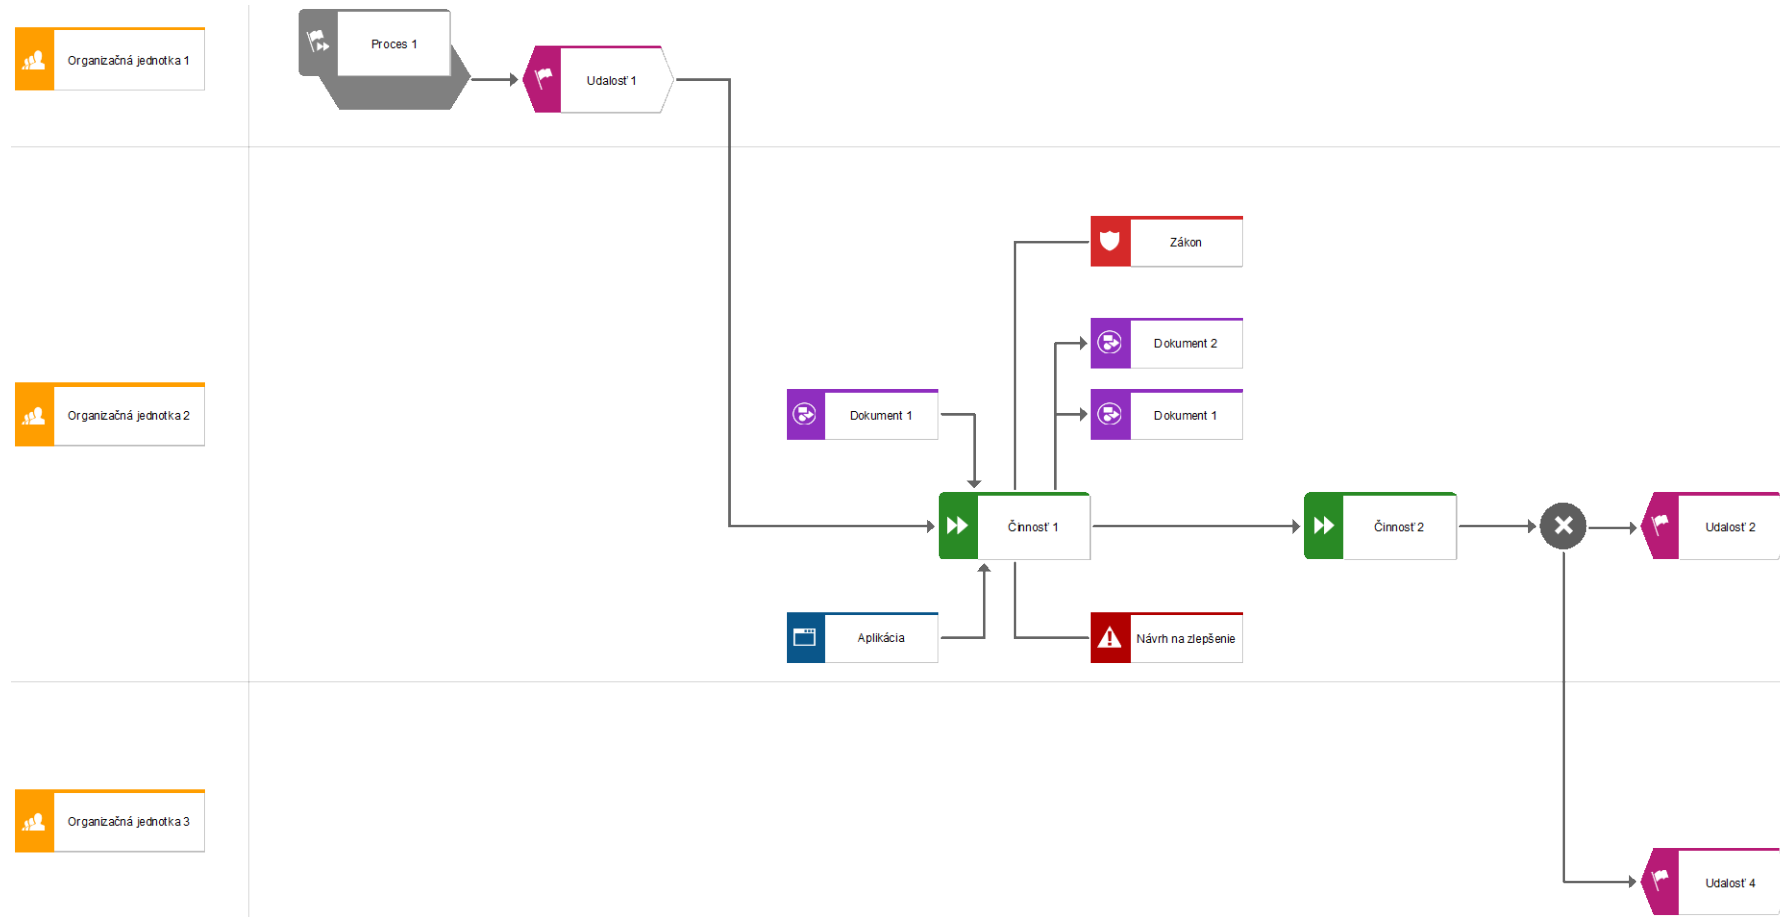 Organizačná jednotka 1
Proces 1
Udalosť 1
Zákon
Dokument 2
Organizačná jednotka 2
Dokument 1
Dokument 1
Činnosť 1
Činnosť 2
Udalosť 2
Aplikácia
Návrh na zlepšenie
Organizačná jednotka 3
Udalosť 4